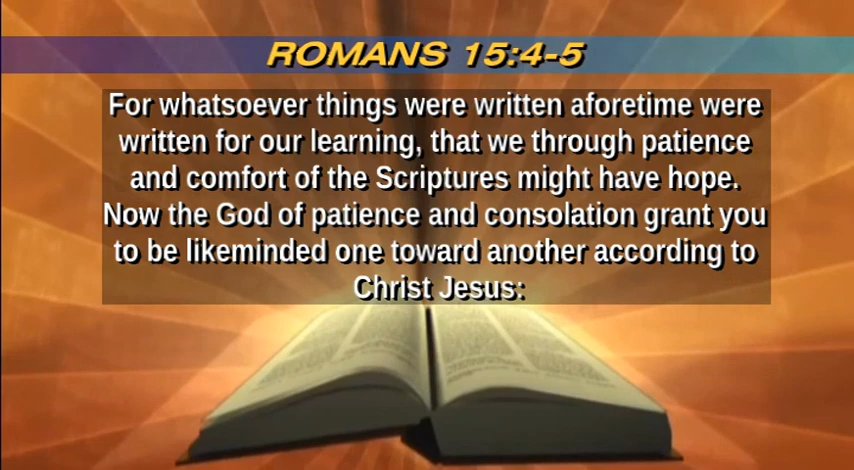 ROMANS 15:4-5
For whatsoever things were written aforetime were
written for our learning, that we through patience
and comfort of the Scriptures might have hope.
Now the God of patience and consolation grant you
to be likeminded one toward another according to
Christ Jesus: